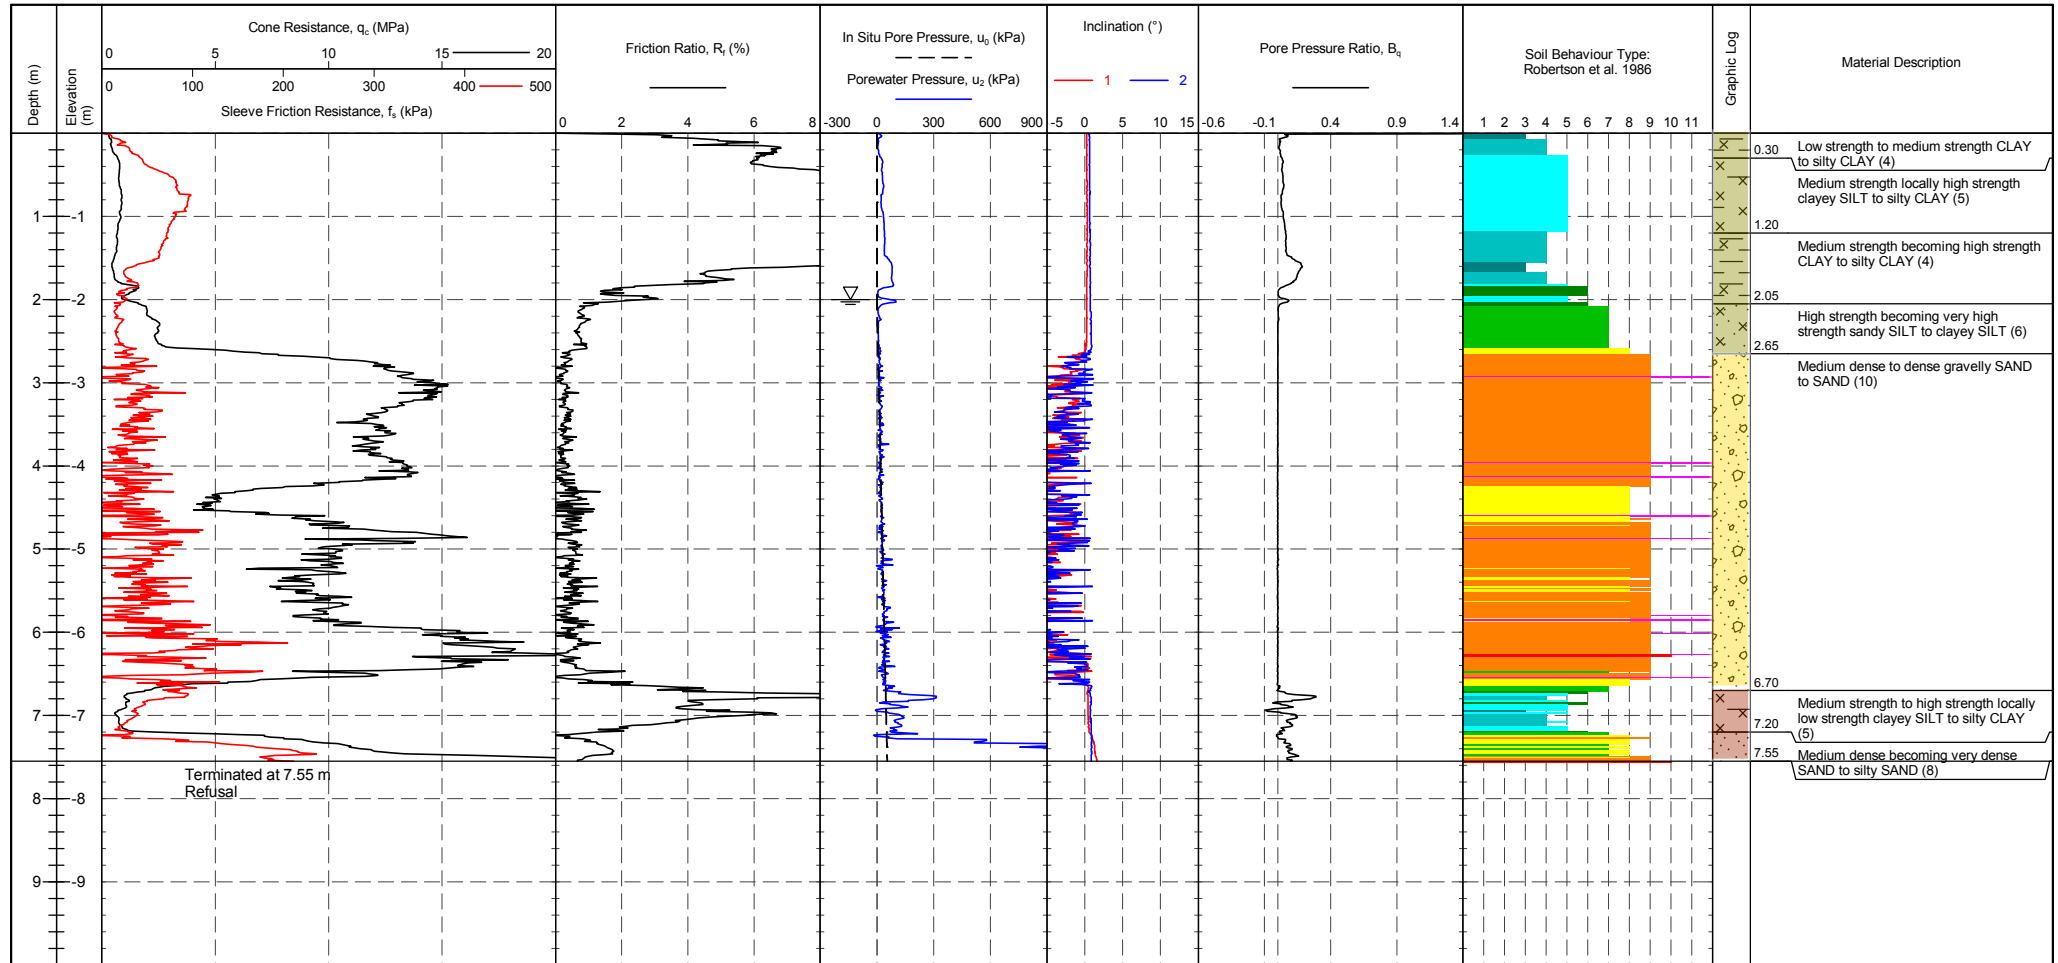 Depth (m)
Elevation
(m)
Cone Resistance, qc (MPa)
0 5 10 15 20
0 100 200 300 400 500
Sleeve Friction Resistance, fs (kPa)
Friction Ratio, Rf (%)
0 2 4 6 8
In Situ Pore Pressure, u0 (kPa)
Porewater Pressure, u2 (kPa)
-300 0 300 600 900
Inclination (°)
1 2
-5 0 5 10 15
Pore Pressure Ratio, Bq
-0.6 -0.1 0.4 0.9 1.4
Soil Behaviour Type:
Robertson et al. 1986
1 2 3 4 5 6 7 8 9 10 11
Graphic Log
Material Description
0.30
Low strength to medium strength CLAY
to silty CLAY (4)
Medium strength locally high strength
clayey SILT to silty CLAY (5)
1 -1
1.20
Medium strength becoming high strength
CLAY to silty CLAY (4)
2 -2
2.05
High strength becoming very high
strength sandy SILT to clayey SILT (6)
2.65
Medium dense to dense gravelly SAND
to SAND (10)
3 -3
4 -4
5 -5
6 -6
6.70
Medium strength to high strength locally
low strength clayey SILT to silty CLAY
(5)
7 -7
7.20
7.55
Medium dense becoming very dense
SAND to silty SAND (8)
Terminated at 7.55 m
Refusal
8 -8
9 -9